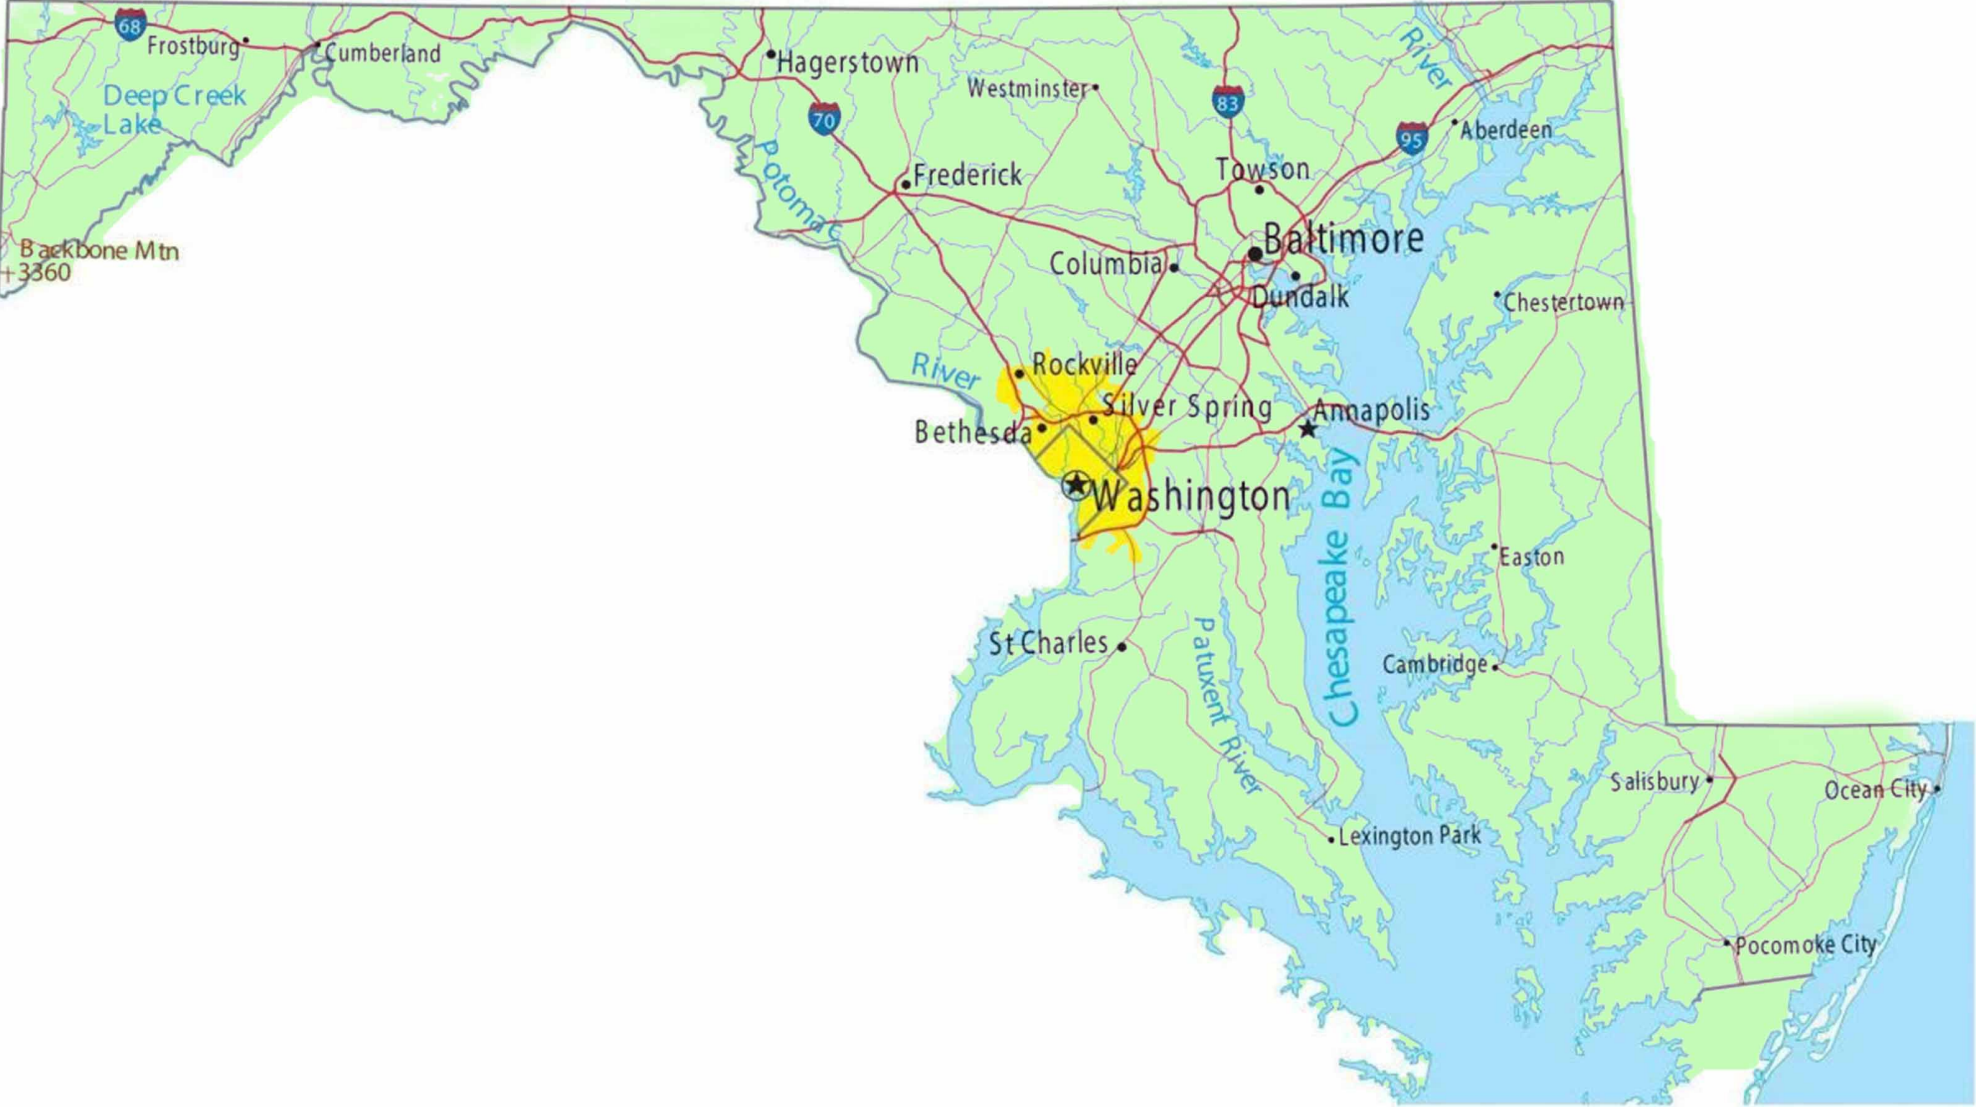 68
Frostburg
Cumberland
Hagerstown
Westminster
83
River
Deep Creek
Lake
70
95
Aberdeen
Potomac
Frederick
Towson
Backbone Mtn
+3360
Baltimore
Columbia
Dundalk
Chestertown
River
Rockville
Silver Spring
Annapolis
Bethesda
Washington
Chesapeake Bay
Easton
St Charles
Patuxent River
Cambridge
Salisbury
Ocean City
Lexington Park
Pocomoke City